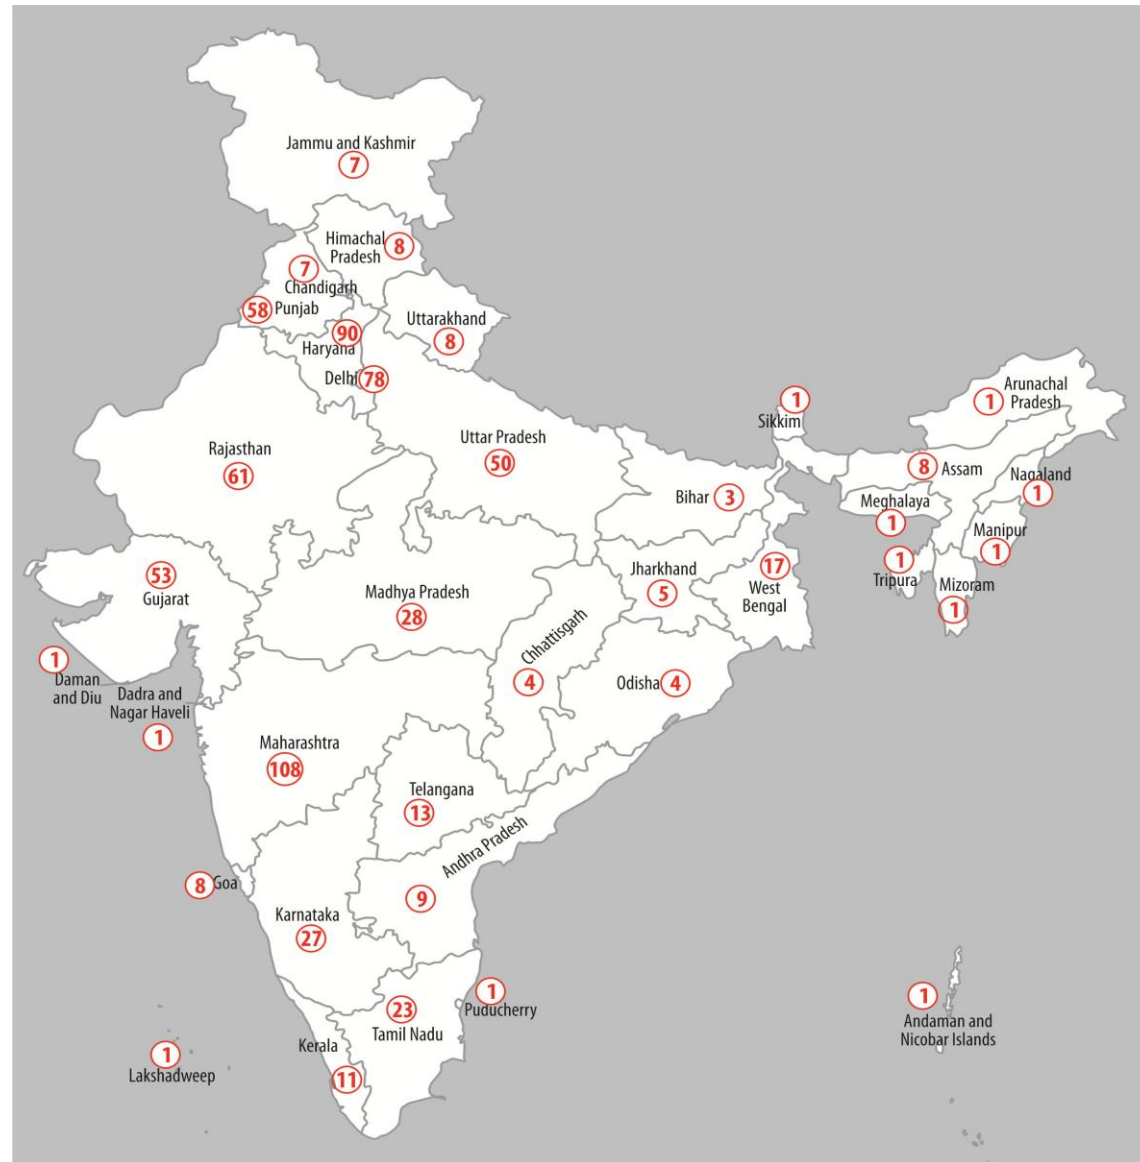 Jammu and Kashmir
7
Himachal
Pradesh
8
7
Chandigarh
58
Punjab
Uttarakhand
8
90
Haryana
Delhi
78
Rajasthan
61
Uttar Pradesh
50
Sikkim
1
Arunachal
Pradesh
1
Bihar
3
8
Assam
Nagaland
1
Meghalaya
1
Manipur
1
1
Tripura
Mizoram
1
53
Gujarat
Madhya Pradesh
28
Jharkhand
5
17
West
Bengal
Chhattisgarh
4
Odisha
4
1
Daman
and Diu
Dadra and
Nagar Haveli
1
Maharashtra
108
Telangana
13
Andhra Pradesh
9
8
Goa
Karnataka
27
23
Tamil Nadu
1
Puducherry
Kerala
11
1
Lakshadweep
1
Andaman and
Nicobar Islands